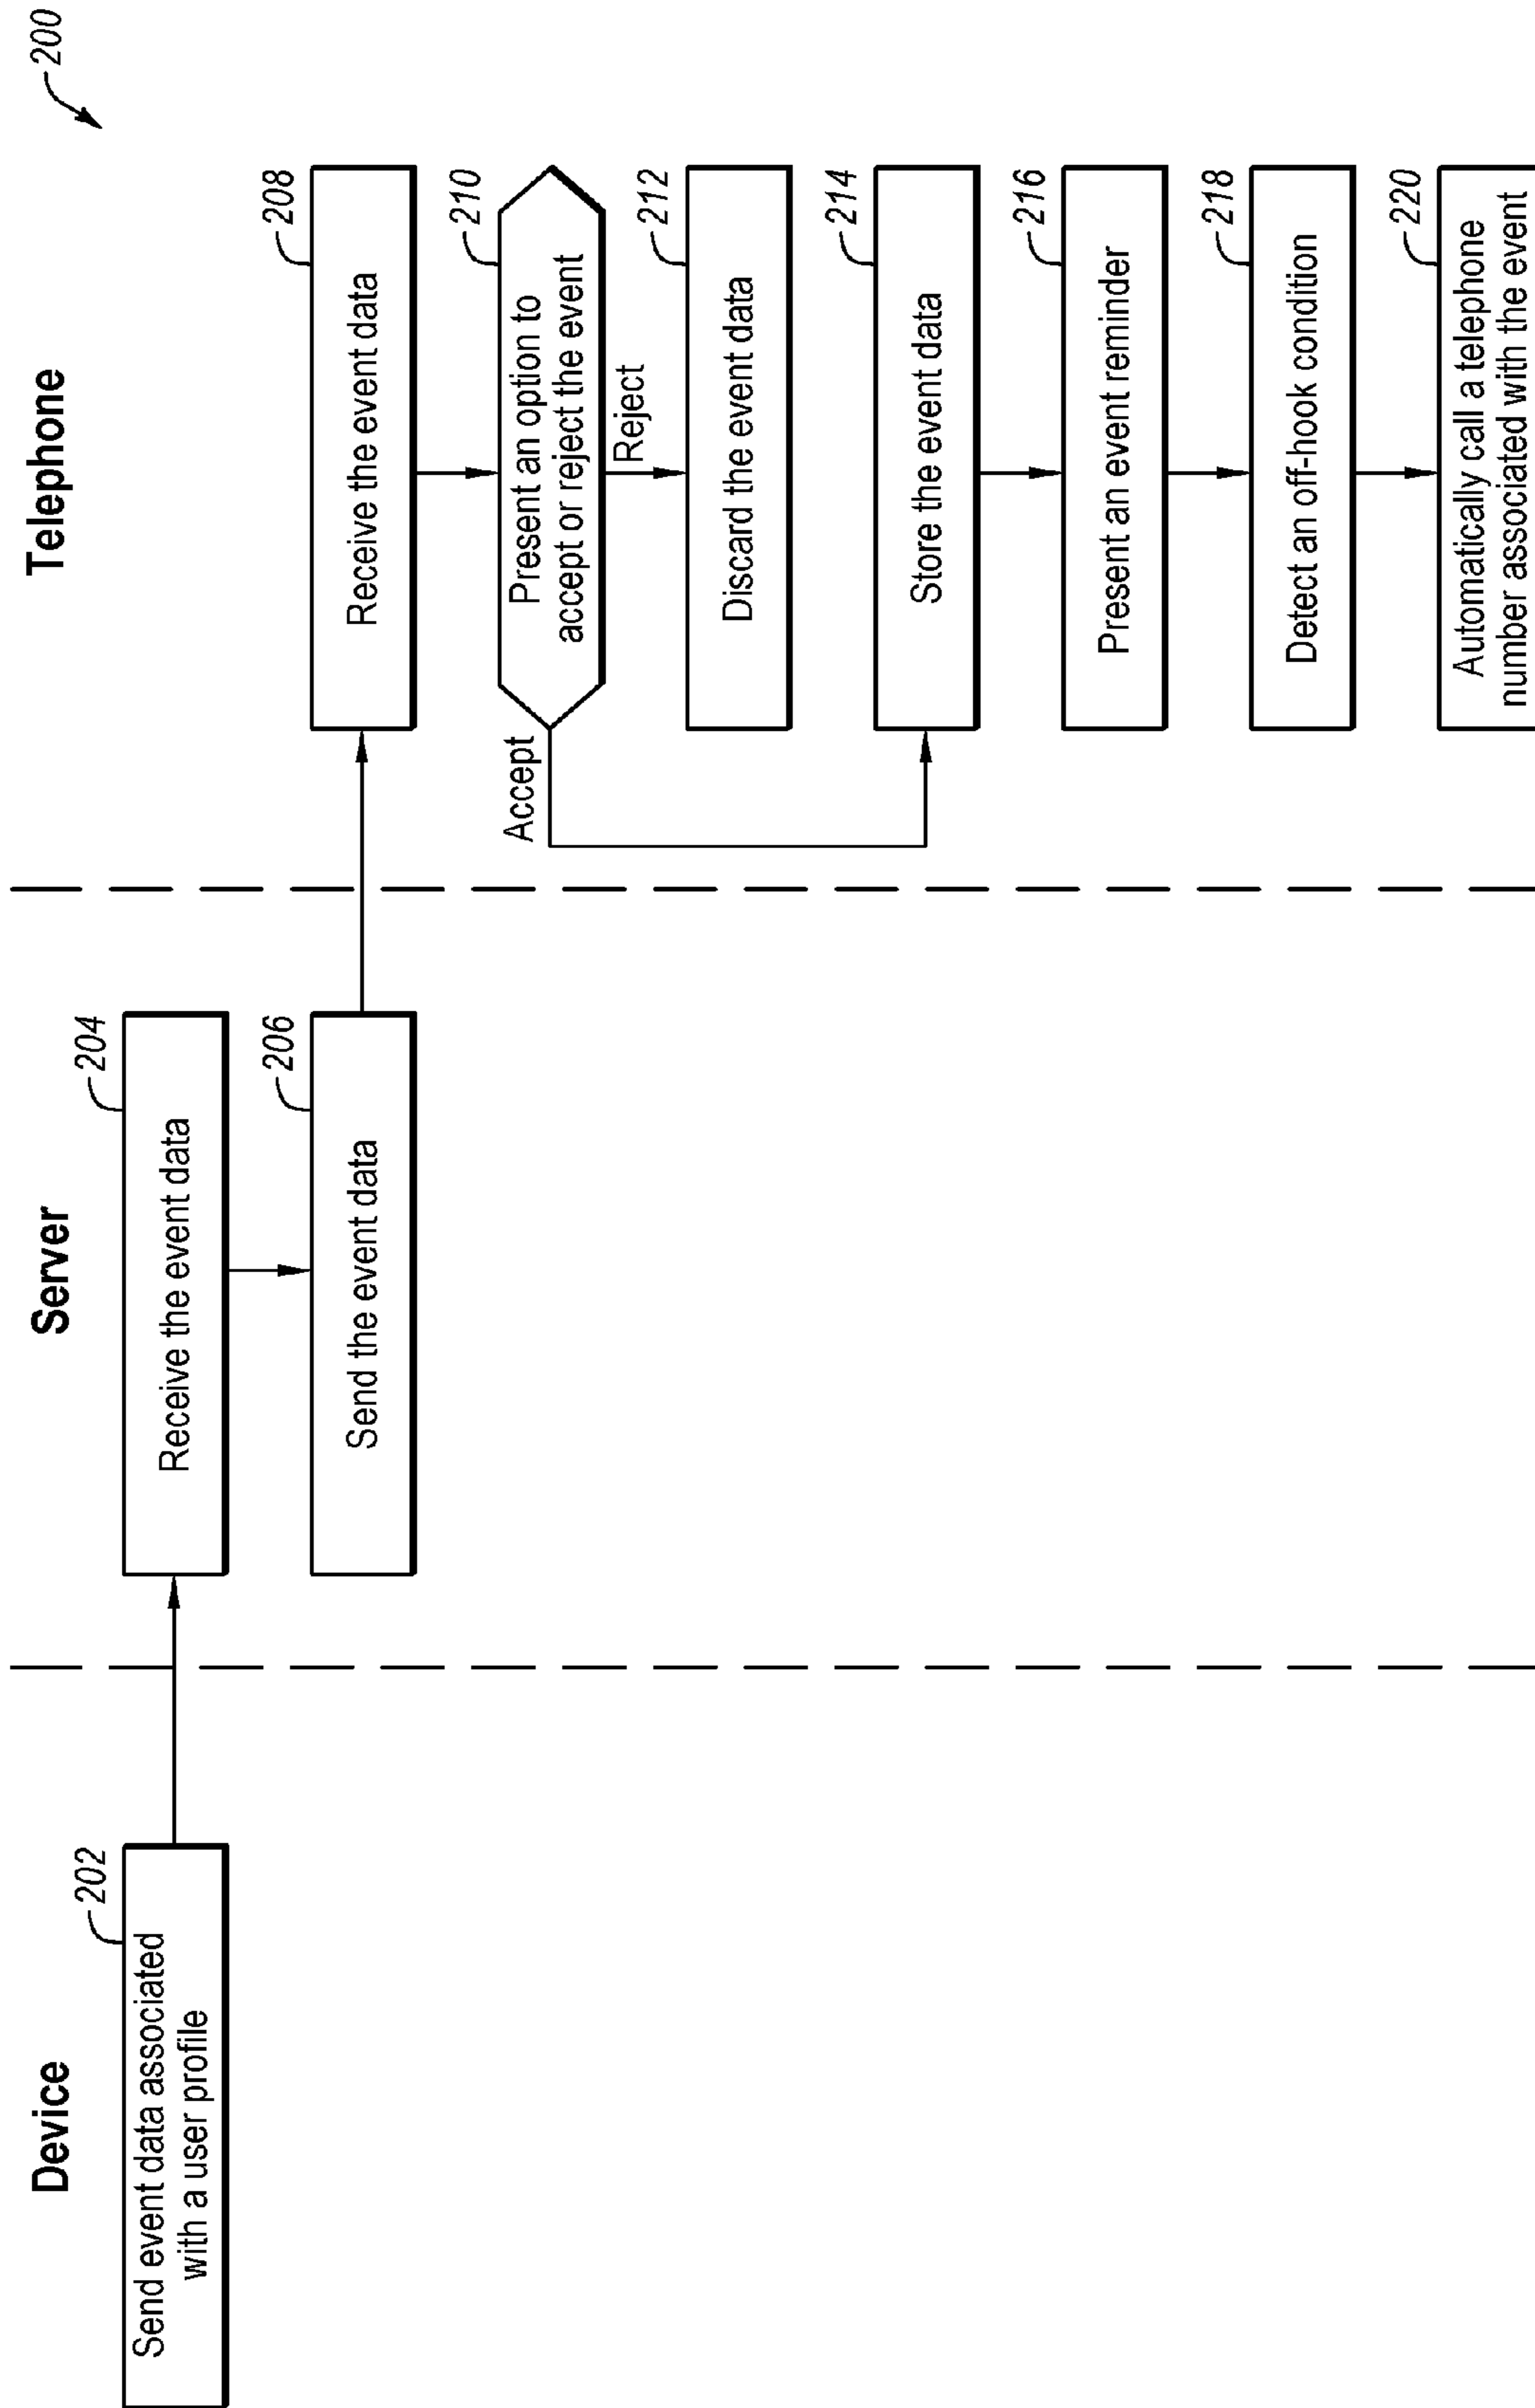 200
Device
Server
Telephone
202
Send event data associated
with a user profile
204
Receive the event data
206
Send the event data
208
Receive the event data
210
Present an option to
accept or reject the event
Accept
Reject
212
Discard the event data
214
Store the event data
216
Present an event reminder
218
Detect an off-hook condition
220
Automatically call a telephone
number associated with the event